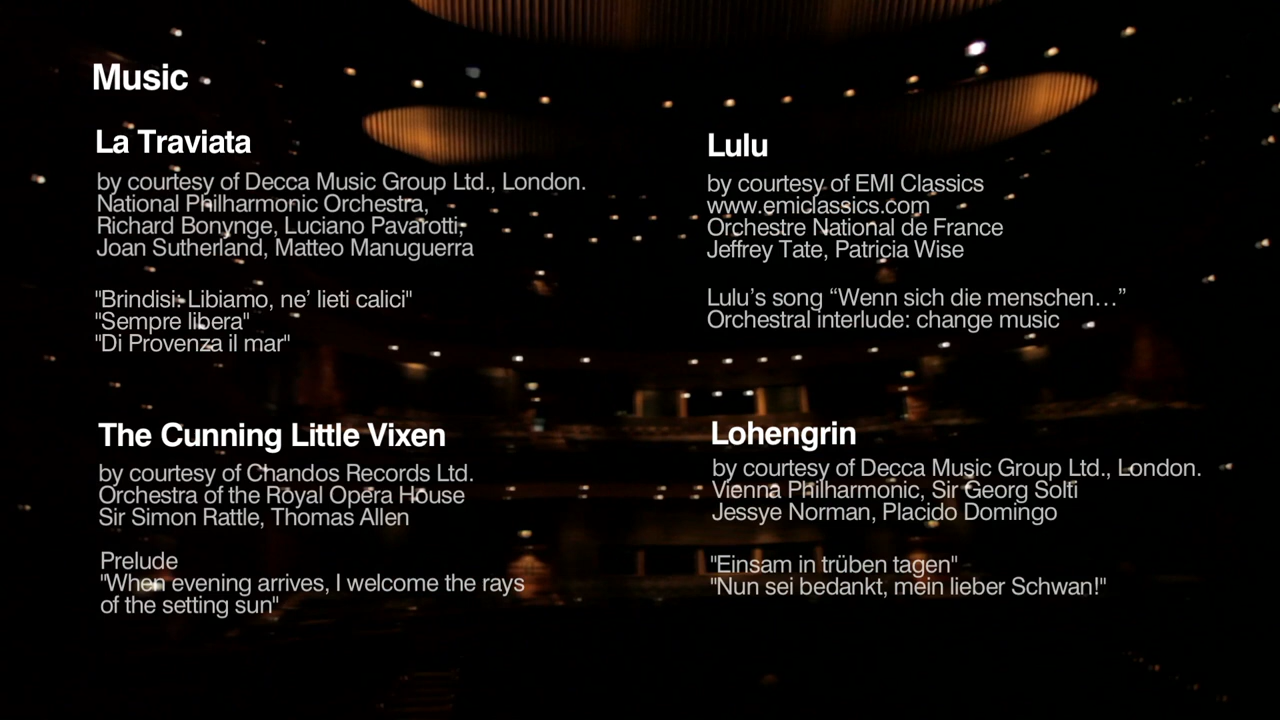 Music
La Traviata
by courtesy of Decca Music Group Ltd., London.
National Philharmonic Orchestra,
Richard Bonynge, Luciano Pavarotti,
Joan Sutherland, Matteo Manuguerra
"Brindisi: Libiamo, ne’ lieti calici"
"Sempre libera"
"Di Provenza il mar"
Lulu
by courtesy of EMI Classics
www.emiclassics.com
Orchestre National de France
Jeffrey Tate, Patricia Wise
Lulu’s song “Wenn sich die menschen…”
Orchestral interlude: change music
The Cunning Little Vixen
by courtesy of Chandos Records Ltd.
Orchestra of the Royal Opera House
Sir Simon Rattle, Thomas Allen
Prelude
"When evening arrives, I welcome the rays
of the setting sun"
Lohengrin
by courtesy of Decca Music Group Ltd., London.
Vienna Philharmonic, Sir Georg Solti
Jessye Norman, Placido Domingo
"Einsam in trüben tagen"
"Nun sei bedankt, mein lieber Schwan!"